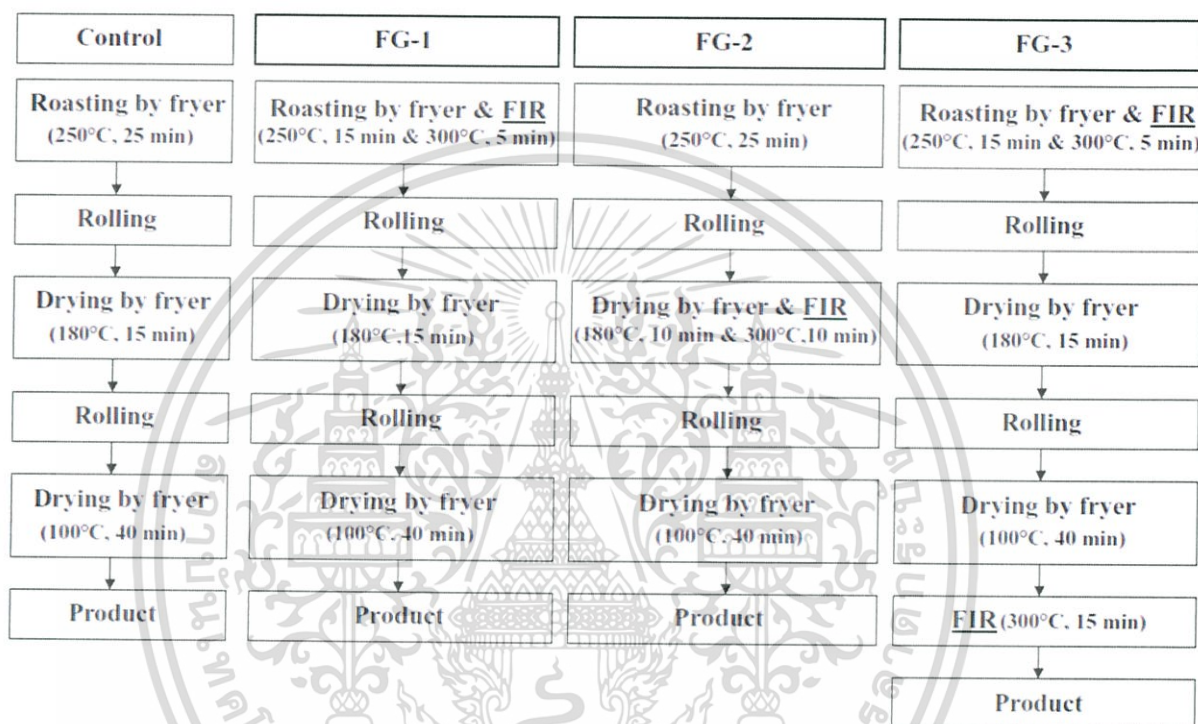 Control
Roasting by fryer
(250°C, 25 min)
Rolling
Drying by fryer
(180°C, 15 min)
Rolling
Drying by fryer
(100°C, 40 min)
Product
FG-1
Roasting by fryer & FIR
(250°C, 15 min & 300°C, 5 min)
Rolling
Drying by fryer
(180°C,15 min)
Rolling
Drying by fryer
(100°C, 40 min)
Product
FG-2
Roasting by fryer
(250°C, 25 min)
Rolling
Drying by fryer & FIR
(180°C, 10 min & 300°C,10 min)
Rolling
Drying by fryer
(100°C, 40 min)
Product
FG-3
Roasting by fryer & FIR
(250°C, 15 min & 300°C, 5 min)
Rolling
Drying by fryer
(180°C, 15 min)
Rolling
Drying by fryer
(100°C, 40 min)
FIR (300°C, 15 min)
Product